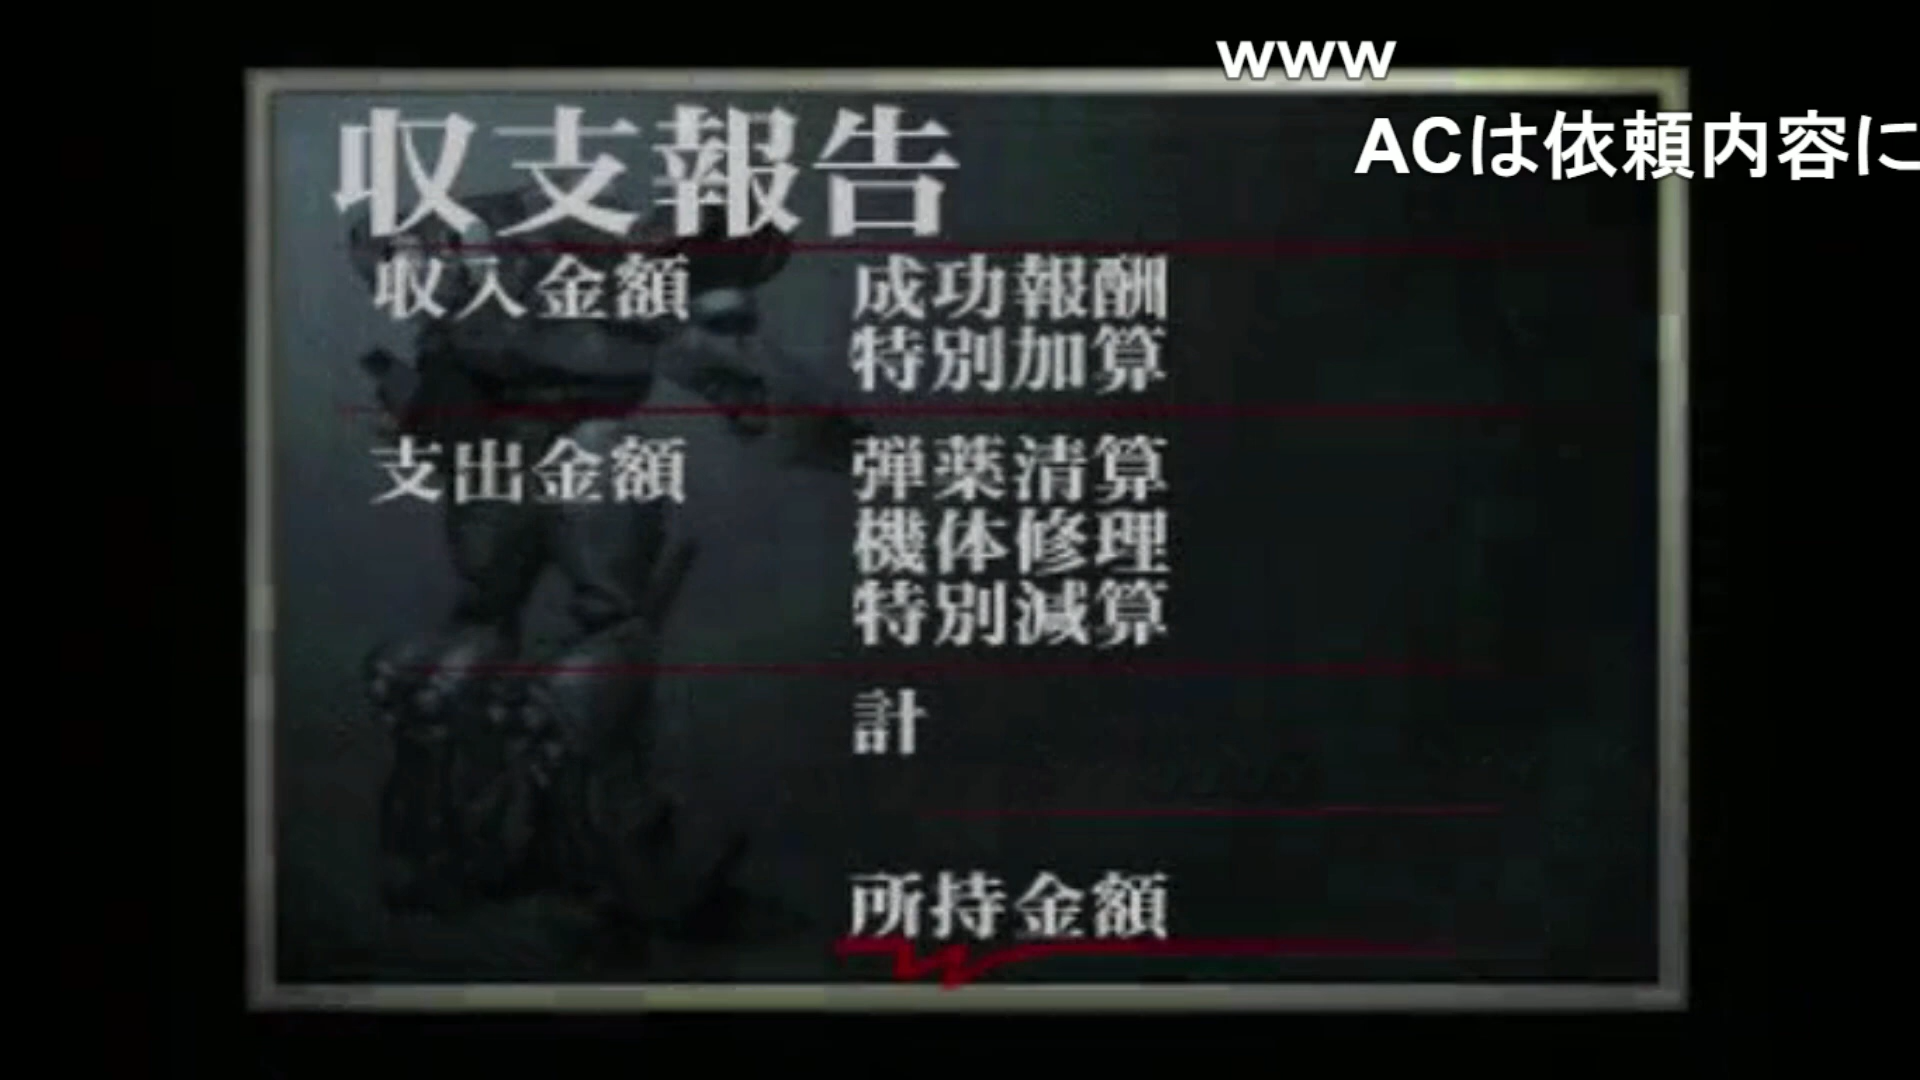 www
ACは依頼内容に
収支報告
収入金額 成功報酬
特別加算
支出金額 弾薬清算
機体修理
特別減算
計
所持金額